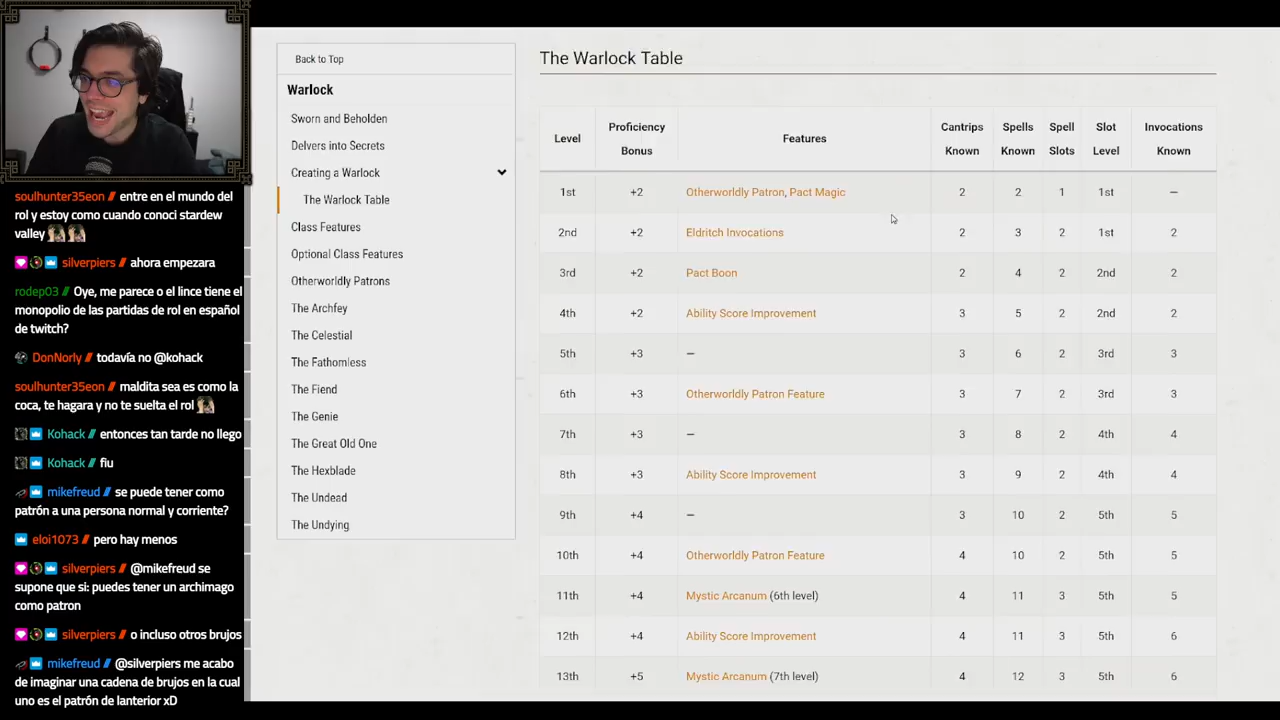 soulhunter35eon // entre en el mundo del
rol y estoy como cuando conoci stardew
valley
silverpiers // ahora empezara
rodep03 // Oye, me parece o el lince tiene el
monopolio de las partidas de rol en español
de twitch?
DonNorly // todavía no @kohack
soulhunter35eon // maldita sea es como la
coca, te hagara y no te suelta el rol
Kohack // entonces tan tarde no llego
Kohack // fiu
mikefreud // se puede tener como
patrón a una persona normal y corriente?
eloi1073 // pero hay menos
silverpiers // @mikefreud se
supone que si: puedes tener un archimago
como patron
silverpiers // o incluso otros brujos
mikefreud // @silverpiers me acabo
de imaginar una cadena de brujos en la cual
uno es el patrón de lanterior xD
Back to Top
Warlock
Sworn and Beholden
Delvers into Secrets
Creating a Warlock
The Warlock Table
Class Features
Optional Class Features
Otherworldly Patrons
The Archfey
The Celestial
The Fathomless
The Fiend
The Genie
The Great Old One
The Hexblade
The Undead
The Undying
The Warlock Table
Level Proficiency Bonus Features Cantrips Known Spells Known Spell Slots Slot Level Invocations Known
1st +2 Otherworldly Patron, Pact Magic 2 2 1 1st —
2nd +2 Eldritch Invocations 2 3 2 1st 2
3rd +2 Pact Boon 2 4 2 2nd 2
4th +2 Ability Score Improvement 3 5 2 2nd 2
5th +3 — 3 6 2 3rd 3
6th +3 Otherworldly Patron Feature 3 7 2 3rd 3
7th +3 — 3 8 2 4th 4
8th +3 Ability Score Improvement 3 9 2 4th 4
9th +4 — 3 10 2 5th 5
10th +4 Otherworldly Patron Feature 4 10 2 5th 5
11th +4 Mystic Arcanum (6th level) 4 11 3 5th 5
12th +4 Ability Score Improvement 4 11 3 5th 6
13th +5 Mystic Arcanum (7th level) 4 12 3 5th 6